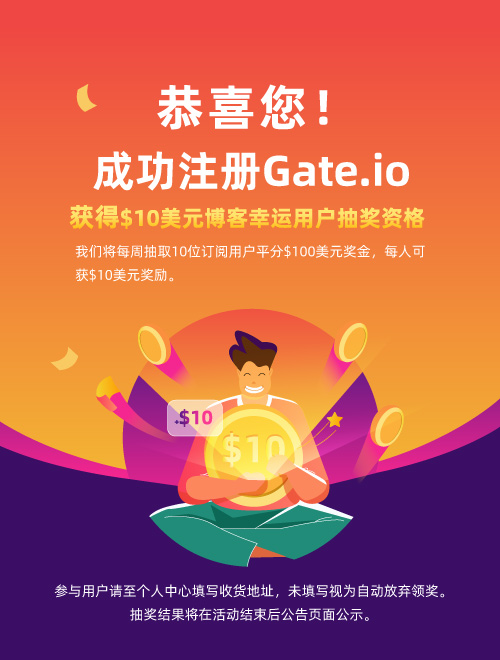 恭喜您！
成功注册Gate.io
获得$10美元博客幸运用户抽奖资格
我们将每周抽取10位订阅用户平分$100美元奖金，每人可
获$10美元奖励。
.$10
$10
参与用户请至个人中心填写收货地址，未填写视为自动放弃领奖。
抽奖结果将在活动结束后公告页面公示。